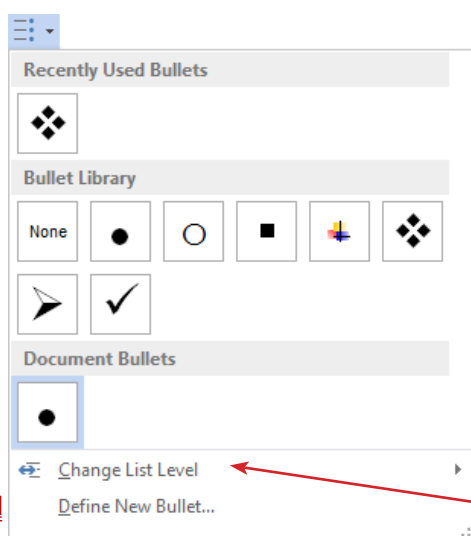 Recently Used Bullets
Bullet Library
None
Document Bullets
Change List Level
Define New Bullet...